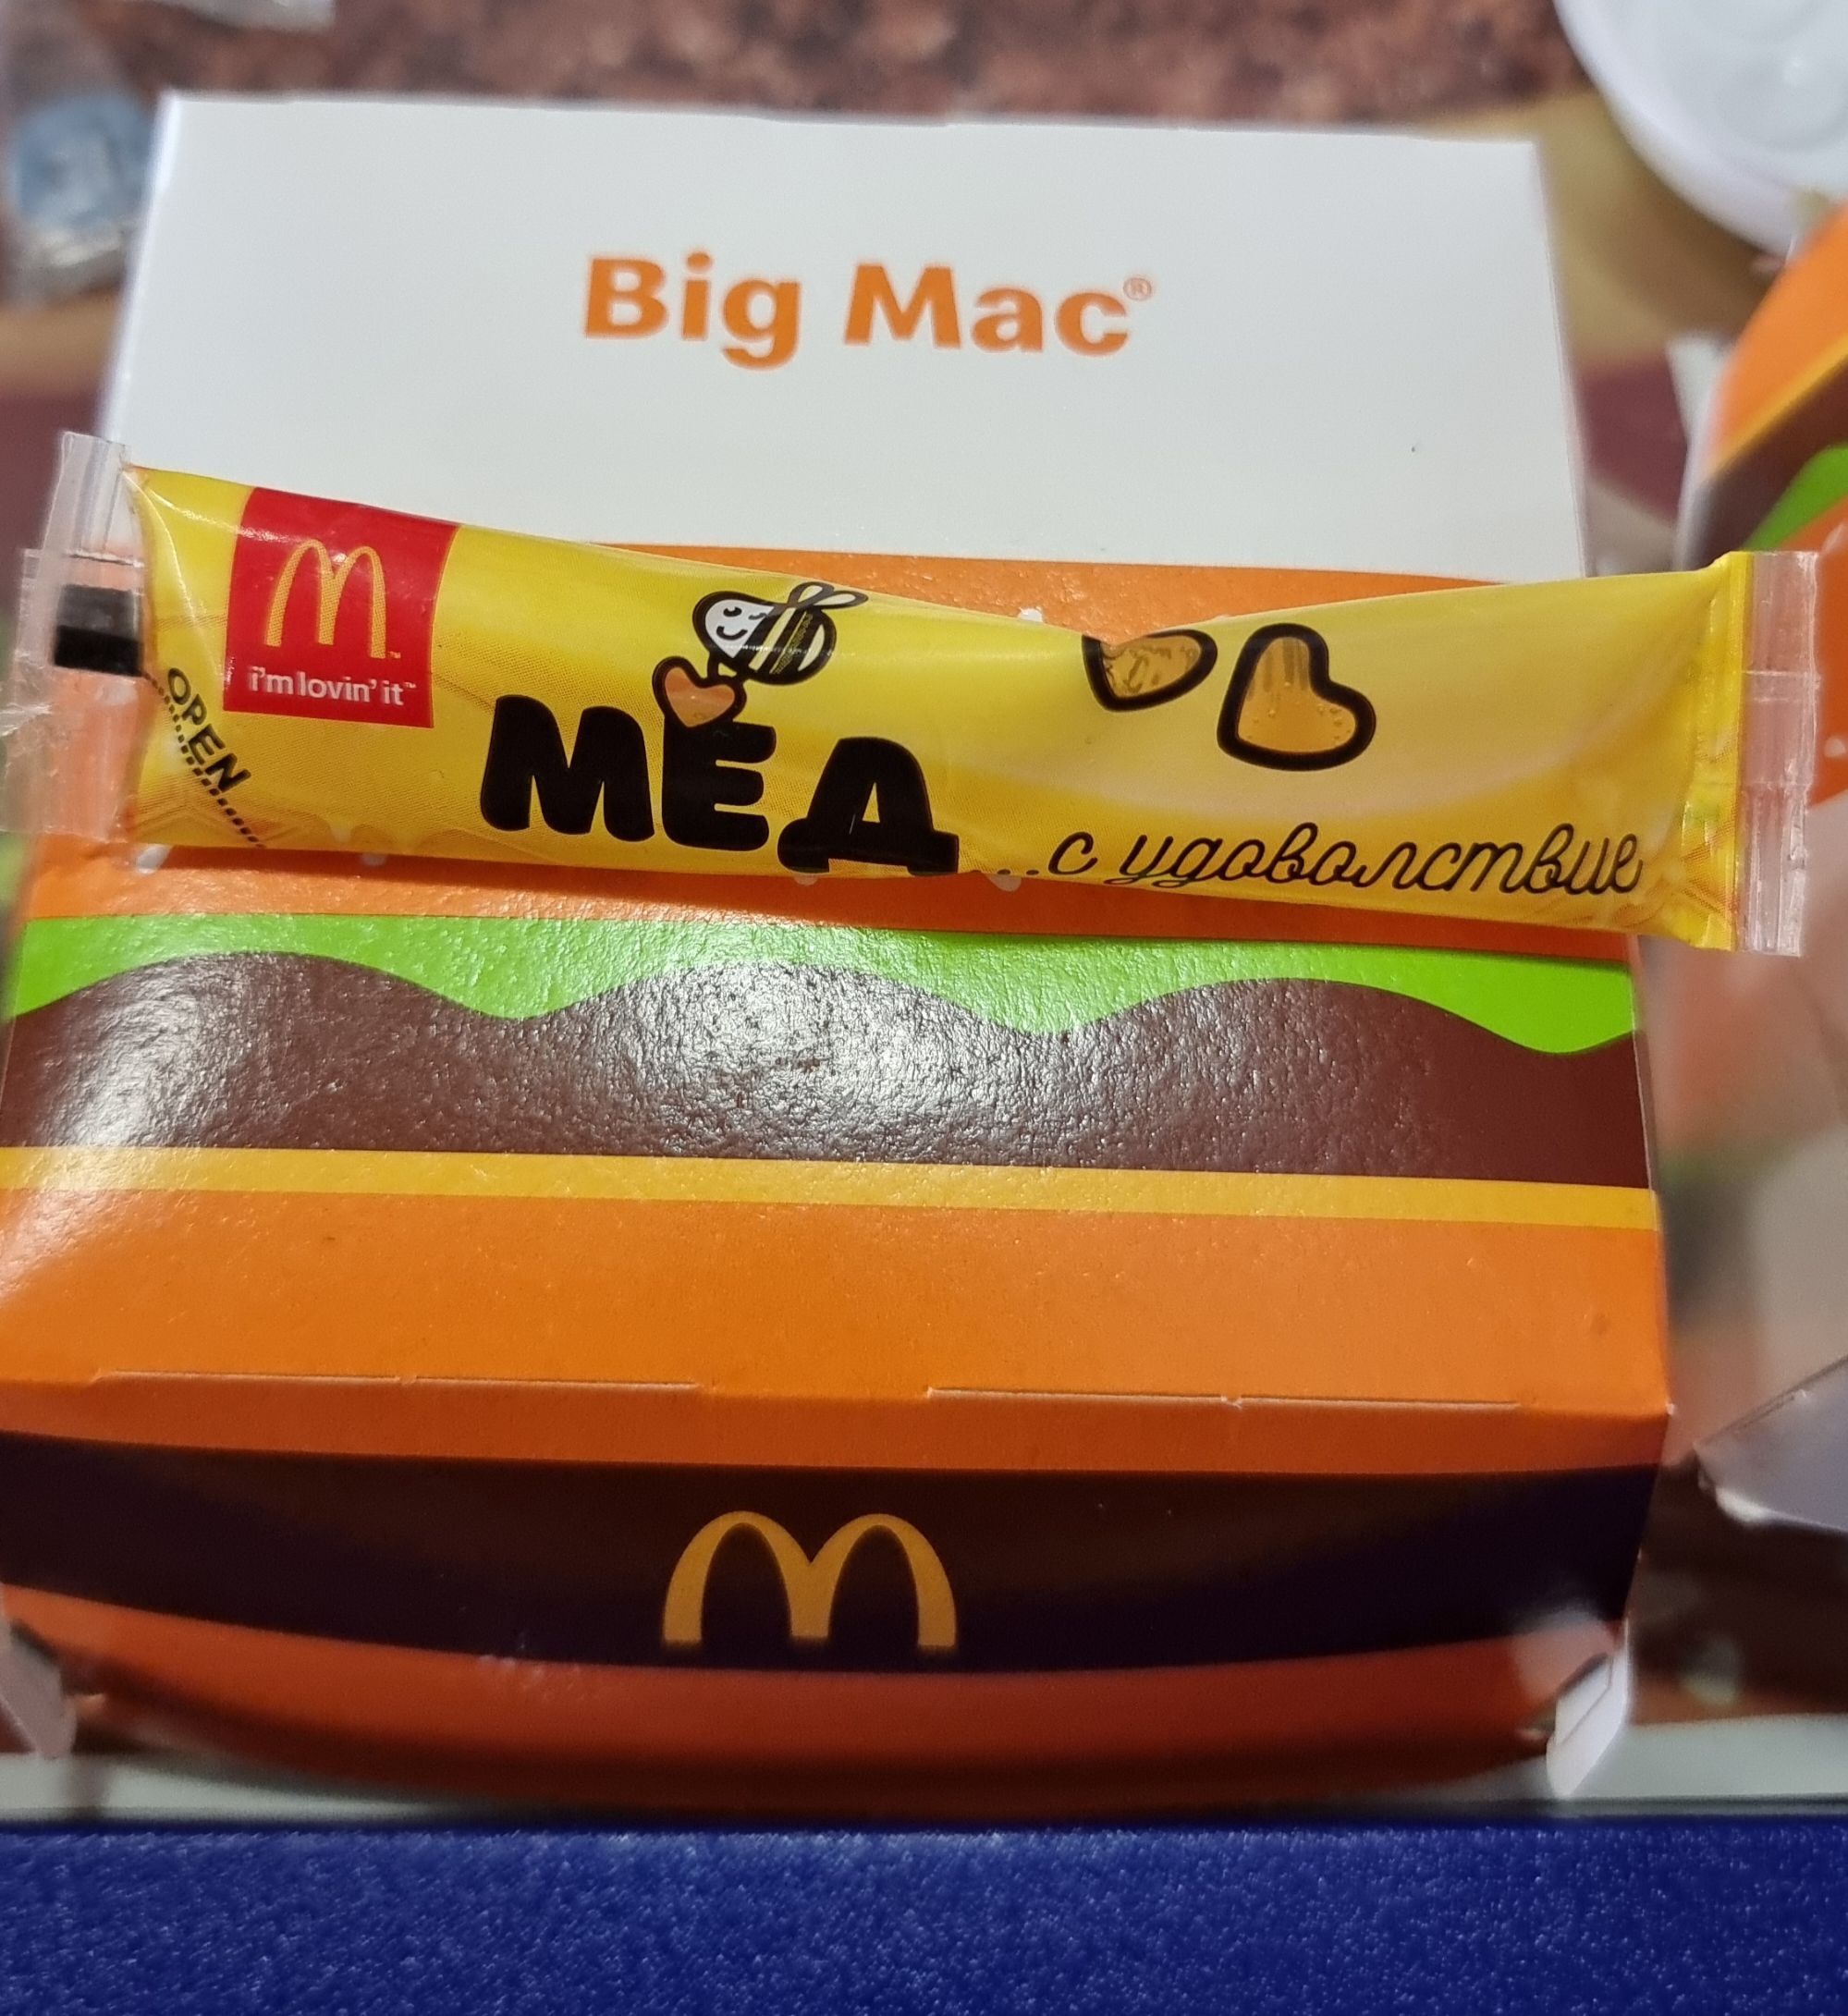 Big Mac®
i'm lovin' it™
OPEN
МЕД
...с удоволствие